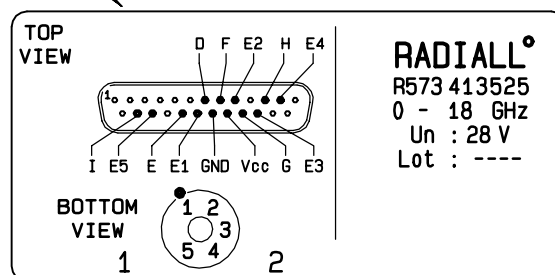 TOP
VIEW
D F E2 H E4
1
I E5 E E1 GND Vcc G E3
BOTTOM
VIEW
1 2
3
5 4
1 2
RADIALL°
R573 413525
0 - 18 GHz
Un : 28 V
Lot : ----